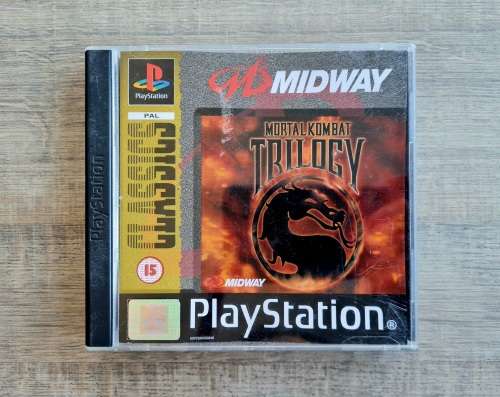 PlayStation
PlayStation
PAL
CLASSICS
15
MIDWAY
MORTAL KOMBAT
TRILOGY
MIDWAY
PlayStation®